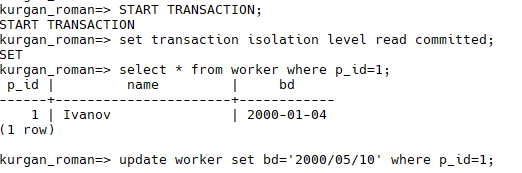 kurgan_roman=> START TRANSACTION;
START TRANSACTION
kurgan_roman=> set transaction isolation level read committed;
SET
kurgan_roman=> select * from worker where p_id=1;
 p_id |         name          |     bd
------+-----------------------+------------
    1 | Ivanov                | 2000-01-04
(1 row)

kurgan_roman=> update worker set bd='2000/05/10' where p_id=1;